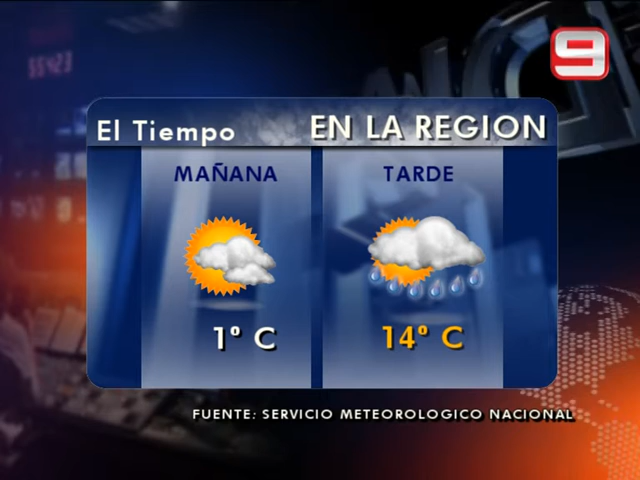 9
El Tiempo
EN LA REGION
MAÑANA
TARDE
1º C
14º C
FUENTE: SERVICIO METEOROLOGICO NACIONAL